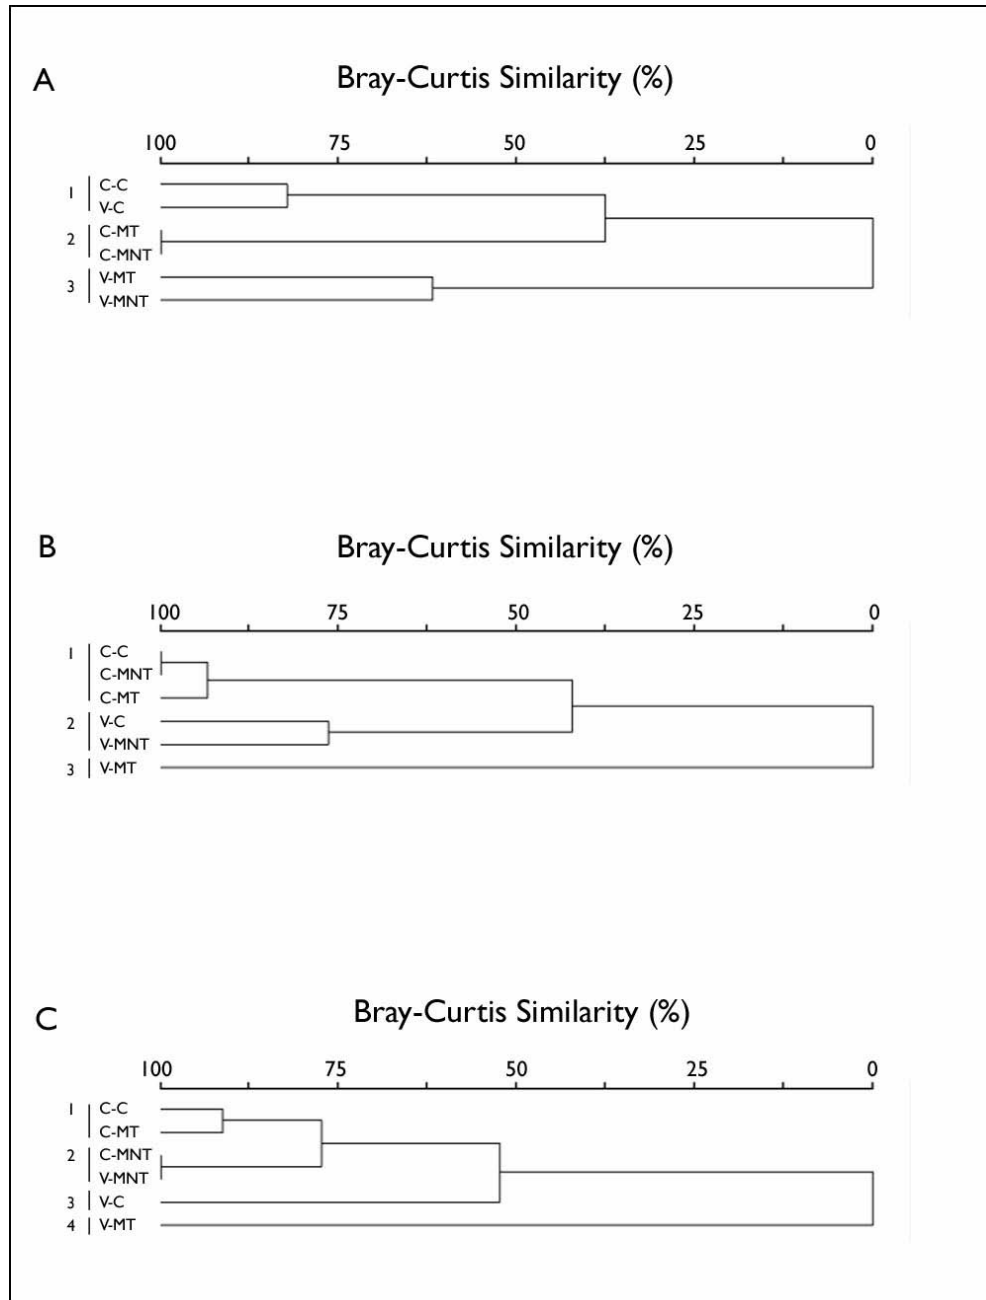 A
Bray-Curtis Similarity (%)
100 75 50 25 0
1 C-C
V-C
2 C-MT
C-MNT
3 V-MT
V-MNT
B
Bray-Curtis Similarity (%)
100 75 50 25 0
1 C-C
C-MNT
C-MT
2 V-C
V-MNT
3 V-MT
C
Bray-Curtis Similarity (%)
100 75 50 25 0
1 C-C
C-MT
2 C-MNT
V-MNT
3 V-C
4 V-MT